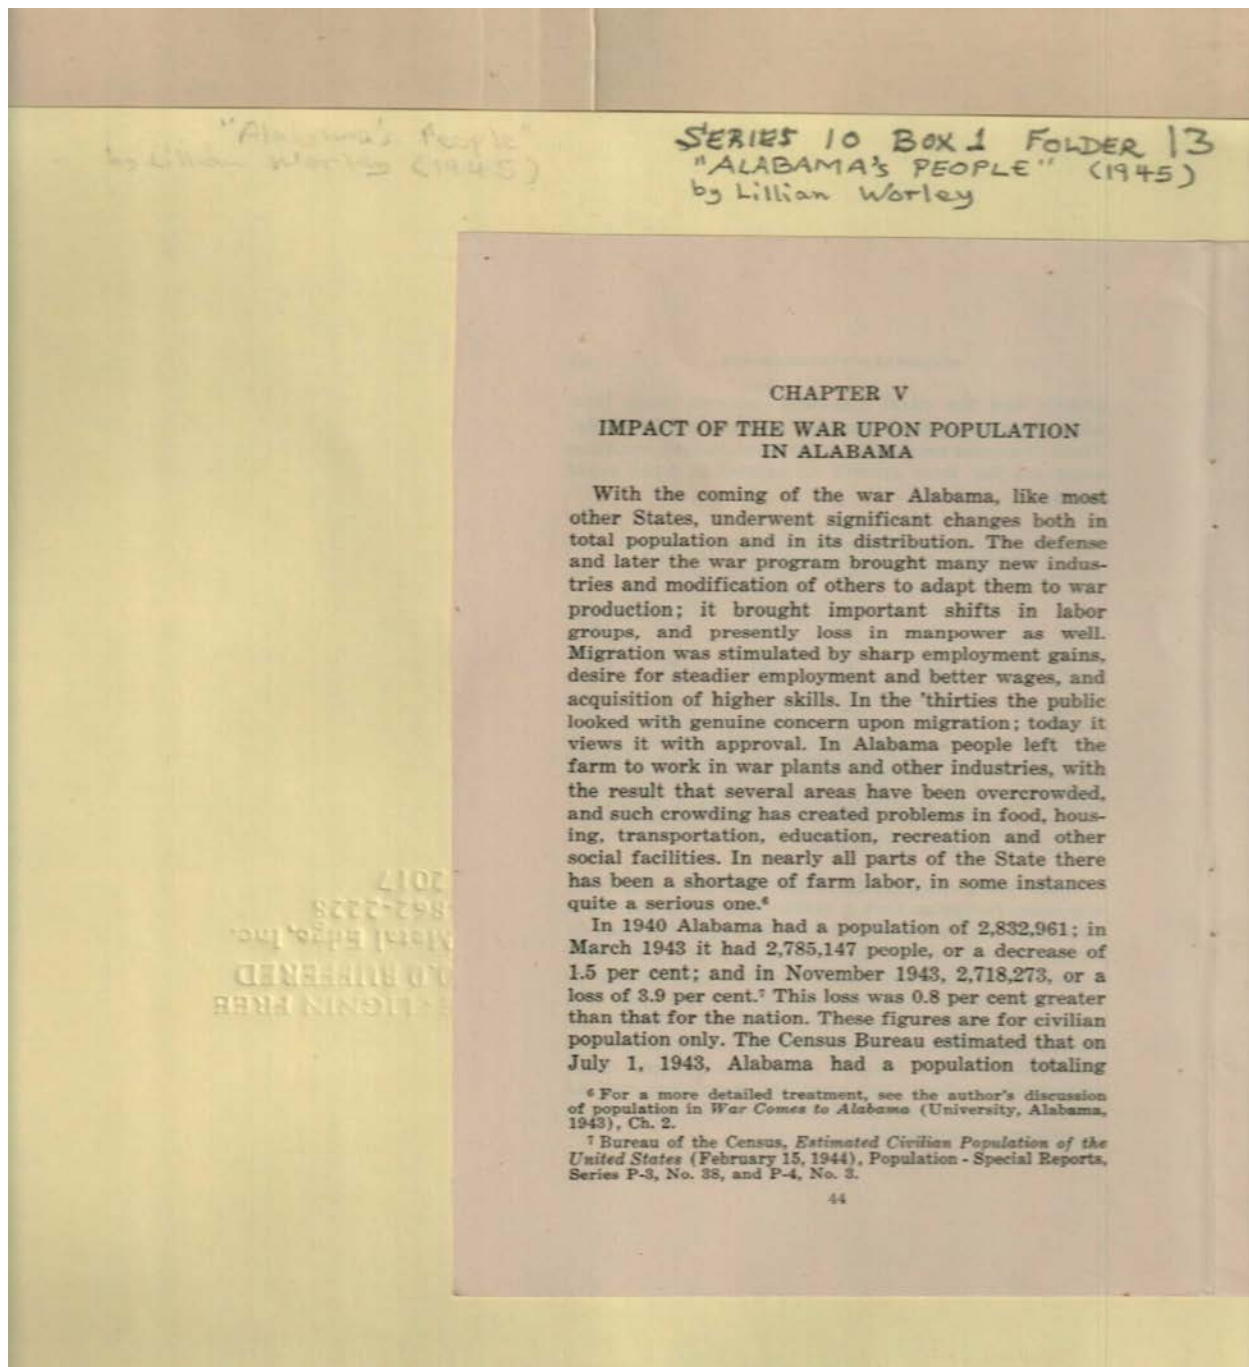 "Alabama's People"
by Lillian Worley (1945)
SERIES 10 BOX 1 FOLDER 13
"ALABAMA's PEOPLE" (1945)
by Lillian Worley
CHAPTER V
IMPACT OF THE WAR UPON POPULATION
IN ALABAMA
With the coming of the war Alabama, like most
other States, underwent significant changes both in
total population and in its distribution. The defense
and later the war program brought many new indus-
tries and modification of others to adapt them to war
production; it brought important shifts in labor
groups, and presently loss in manpower as well.
Migration was stimulated by sharp employment gains,
desire for steadier employment and better wages, and
acquisition of higher skills. In the 'thirties the public
looked with genuine concern upon migration; today it
views it with approval. In Alabama people left the
farm to work in war plants and other industries, with
the result that several areas have been overcrowded,
and such crowding has created problems in food, hous-
ing, transportation, education, recreation and other
social facilities. In nearly all parts of the State there
has been a shortage of farm labor, in some instances
quite a serious one.⁶
In 1940 Alabama had a population of 2,832,961; in
March 1943 it had 2,785,147 people, or a decrease of
1.5 per cent; and in November 1943, 2,718,273, or a
loss of 3.9 per cent.⁷ This loss was 0.8 per cent greater
than that for the nation. These figures are for civilian
population only. The Census Bureau estimated that on
July 1, 1943, Alabama had a population totaling
⁶ For a more detailed treatment, see the author's discussion
of population in War Comes to Alabama (University, Alabama,
1943), Ch. 2.
⁷ Bureau of the Census, Estimated Civilian Population of the
United States (February 15, 1944), Population - Special Reports,
Series P-3, No. 38, and P-4, No. 3.
44
LIGNIN FREE
BUFFERED
Metal Edge, Inc.
862-2228
2017